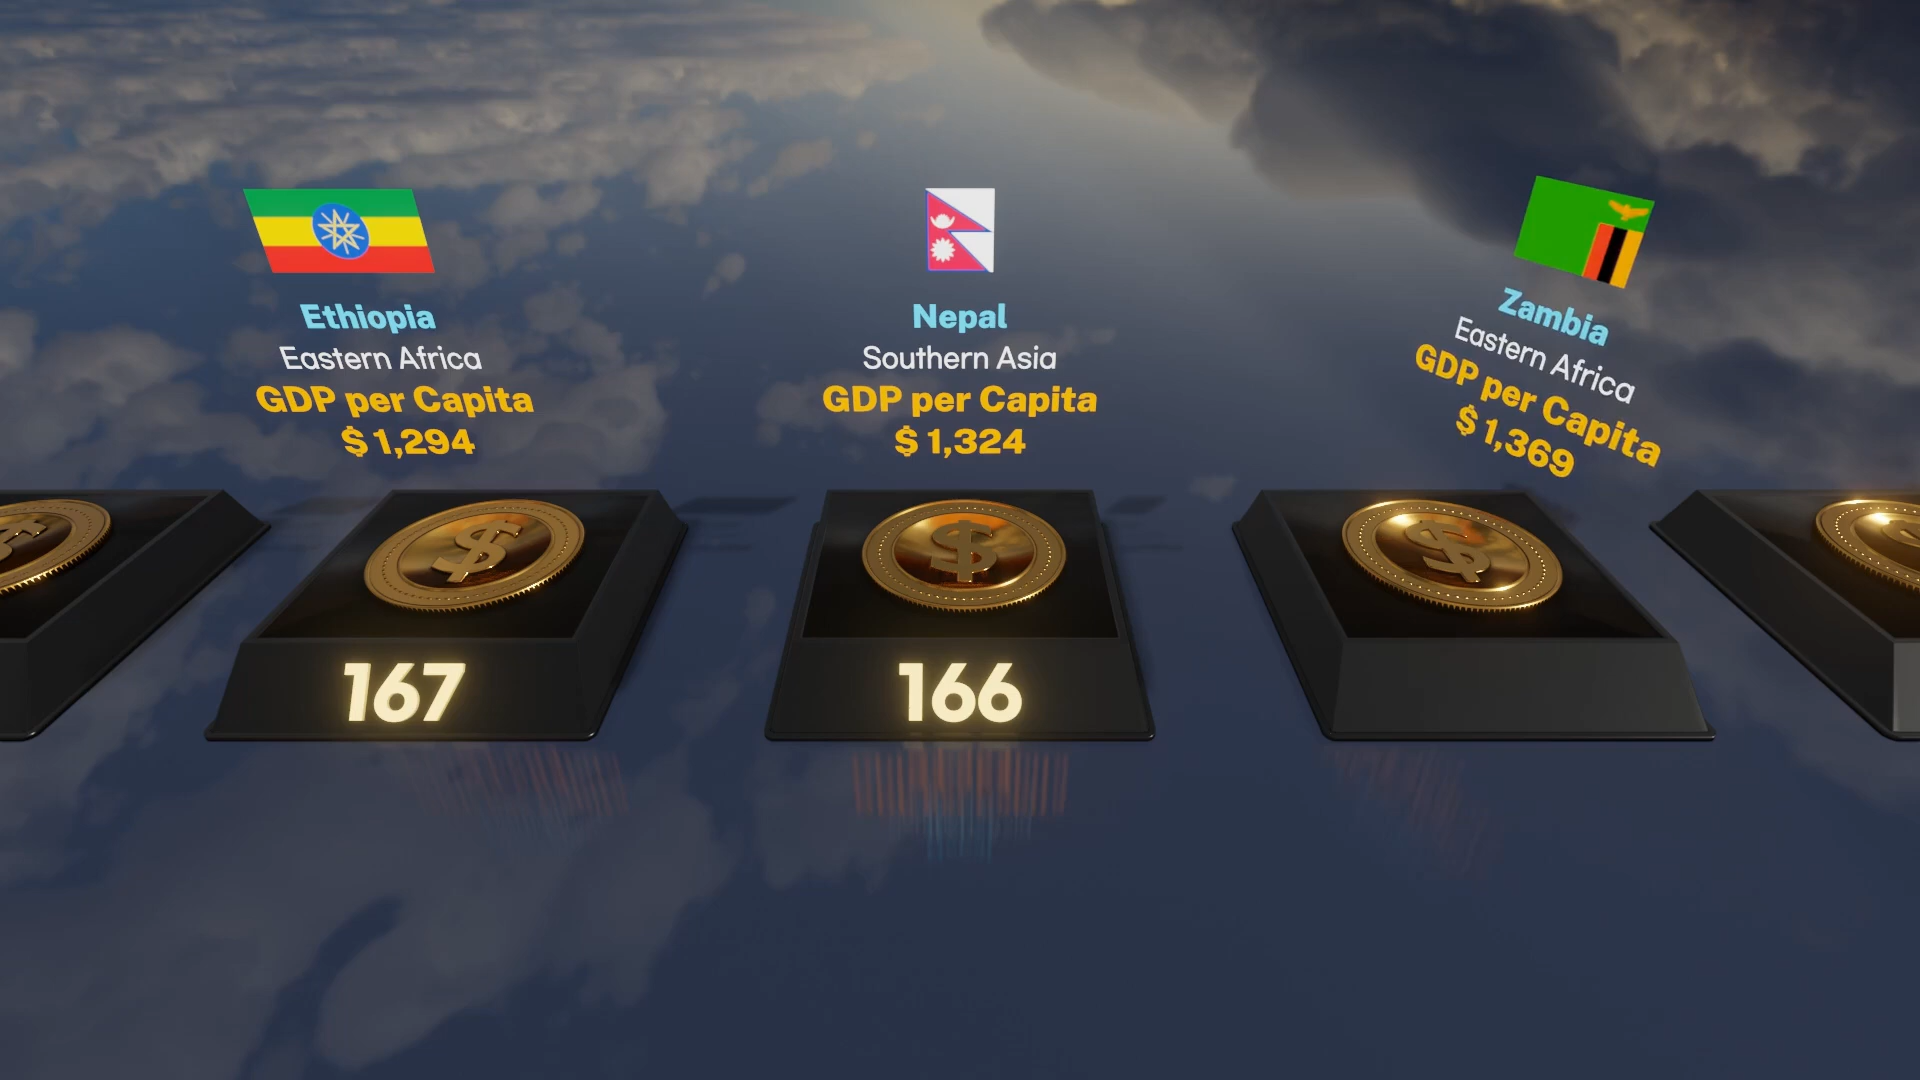 Ethiopia
Eastern Africa
GDP per Capita
$ 1,294
167
Nepal
Southern Asia
GDP per Capita
$ 1,324
166
Zambia
Eastern Africa
GDP per Capita
$ 1,369